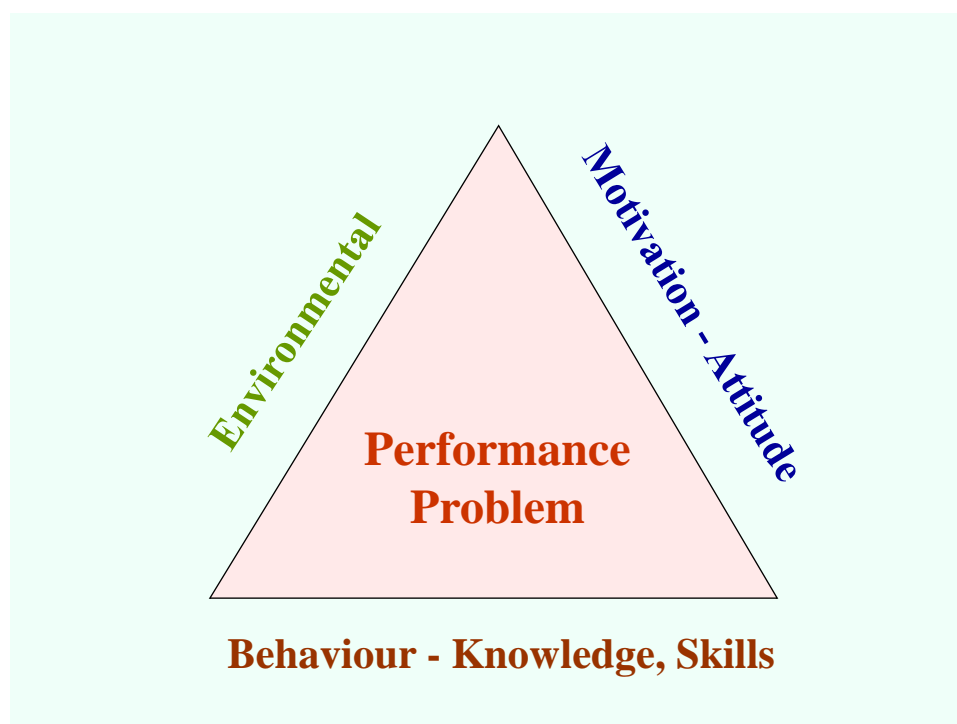 Environmental
Motivation - Attitude
Performance
Problem
Behaviour - Knowledge, Skills